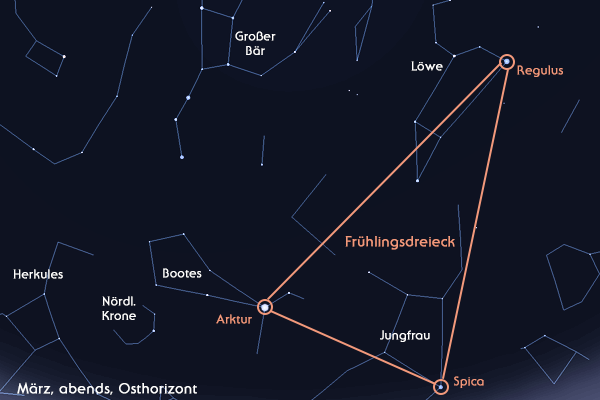 Großer
Bär
Löwe
Regulus
Frühlingsdreieck
Herkules
Bootes
Nördl.
Krone
Arktur
Jungfrau
Spica
März, abends, Osthorizont